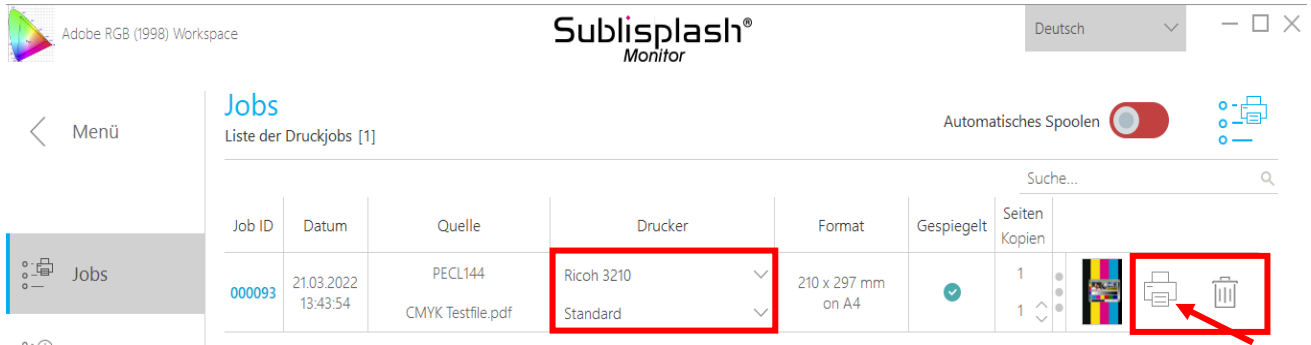 Adobe RGB (1998) Workspace
Sublisplash®
Monitor
Deutsch
Menü
Jobs
Liste der Druckjobs [1]
Automatisches Spoolen
Suche...
Job ID
Datum
Quelle
Drucker
Format
Gespiegelt
Seiten
Kopien
Jobs
000093
21.03.2022
13:43:54
PECL144
CMYK Testfile.pdf
Ricoh 3210
Standard
210 x 297 mm
on A4
1
1